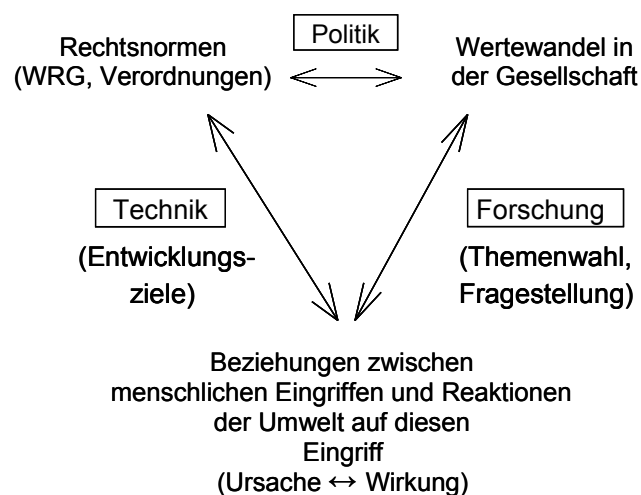 Politik
Rechtsnormen
(WRG, Verordnungen)
Wertewandel in
der Gesellschaft
Technik
(Entwicklungs-
ziele)
Forschung
(Themenwahl,
Fragestellung)
Beziehungen zwischen
menschlichen Eingriffen und Reaktionen
der Umwelt auf diesen
Eingriff
(Ursache ↔ Wirkung)